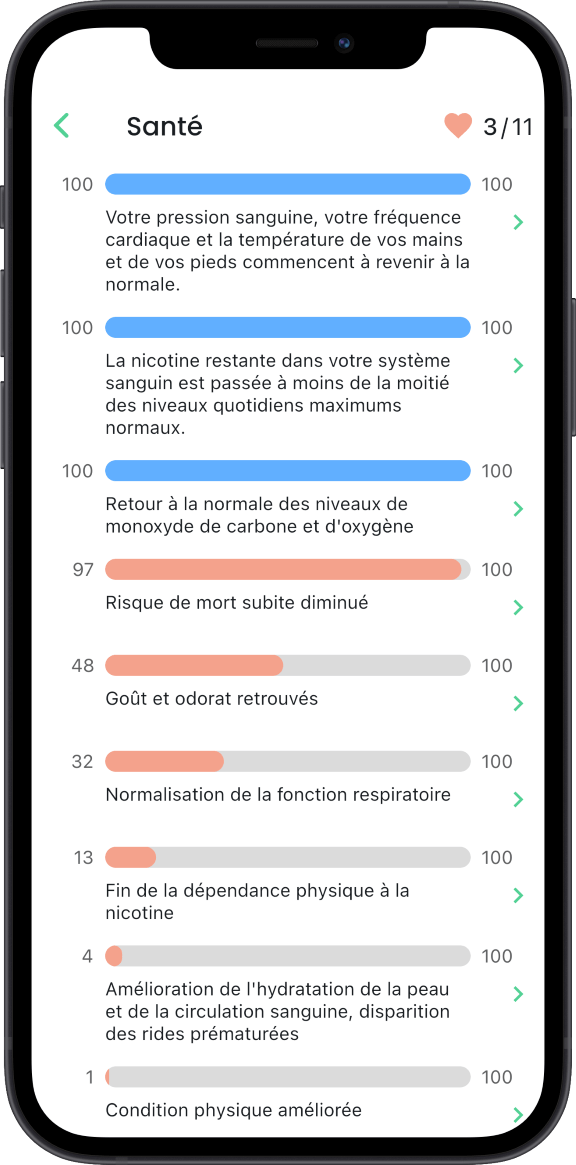 Santé
3/11
100 100
Votre pression sanguine, votre fréquence
cardiaque et la température de vos mains
et de vos pieds commencent à revenir à la
normale.
100 100
La nicotine restante dans votre système
sanguin est passée à moins de la moitié
des niveaux quotidiens maximums
normaux.
100 100
Retour à la normale des niveaux de
monoxyde de carbone et d'oxygène
97 100
Risque de mort subite diminué
48 100
Goût et odorat retrouvés
32 100
Normalisation de la fonction respiratoire
13 100
Fin de la dépendance physique à la
nicotine
4 100
Amélioration de l'hydratation de la peau
et de la circulation sanguine, disparition
des rides prématurées
1 100
Condition physique améliorée